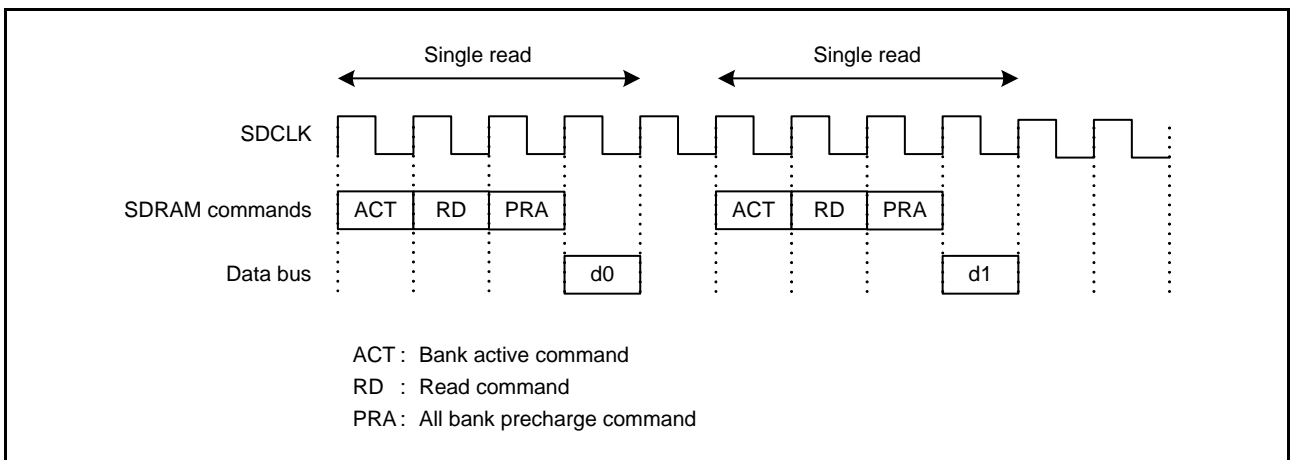 Single read Single read
SDCLK
SDRAM commands ACT RD PRA ACT RD PRA
Data bus d0 d1
ACT : Bank active command
RD : Read command
PRA : All bank precharge command